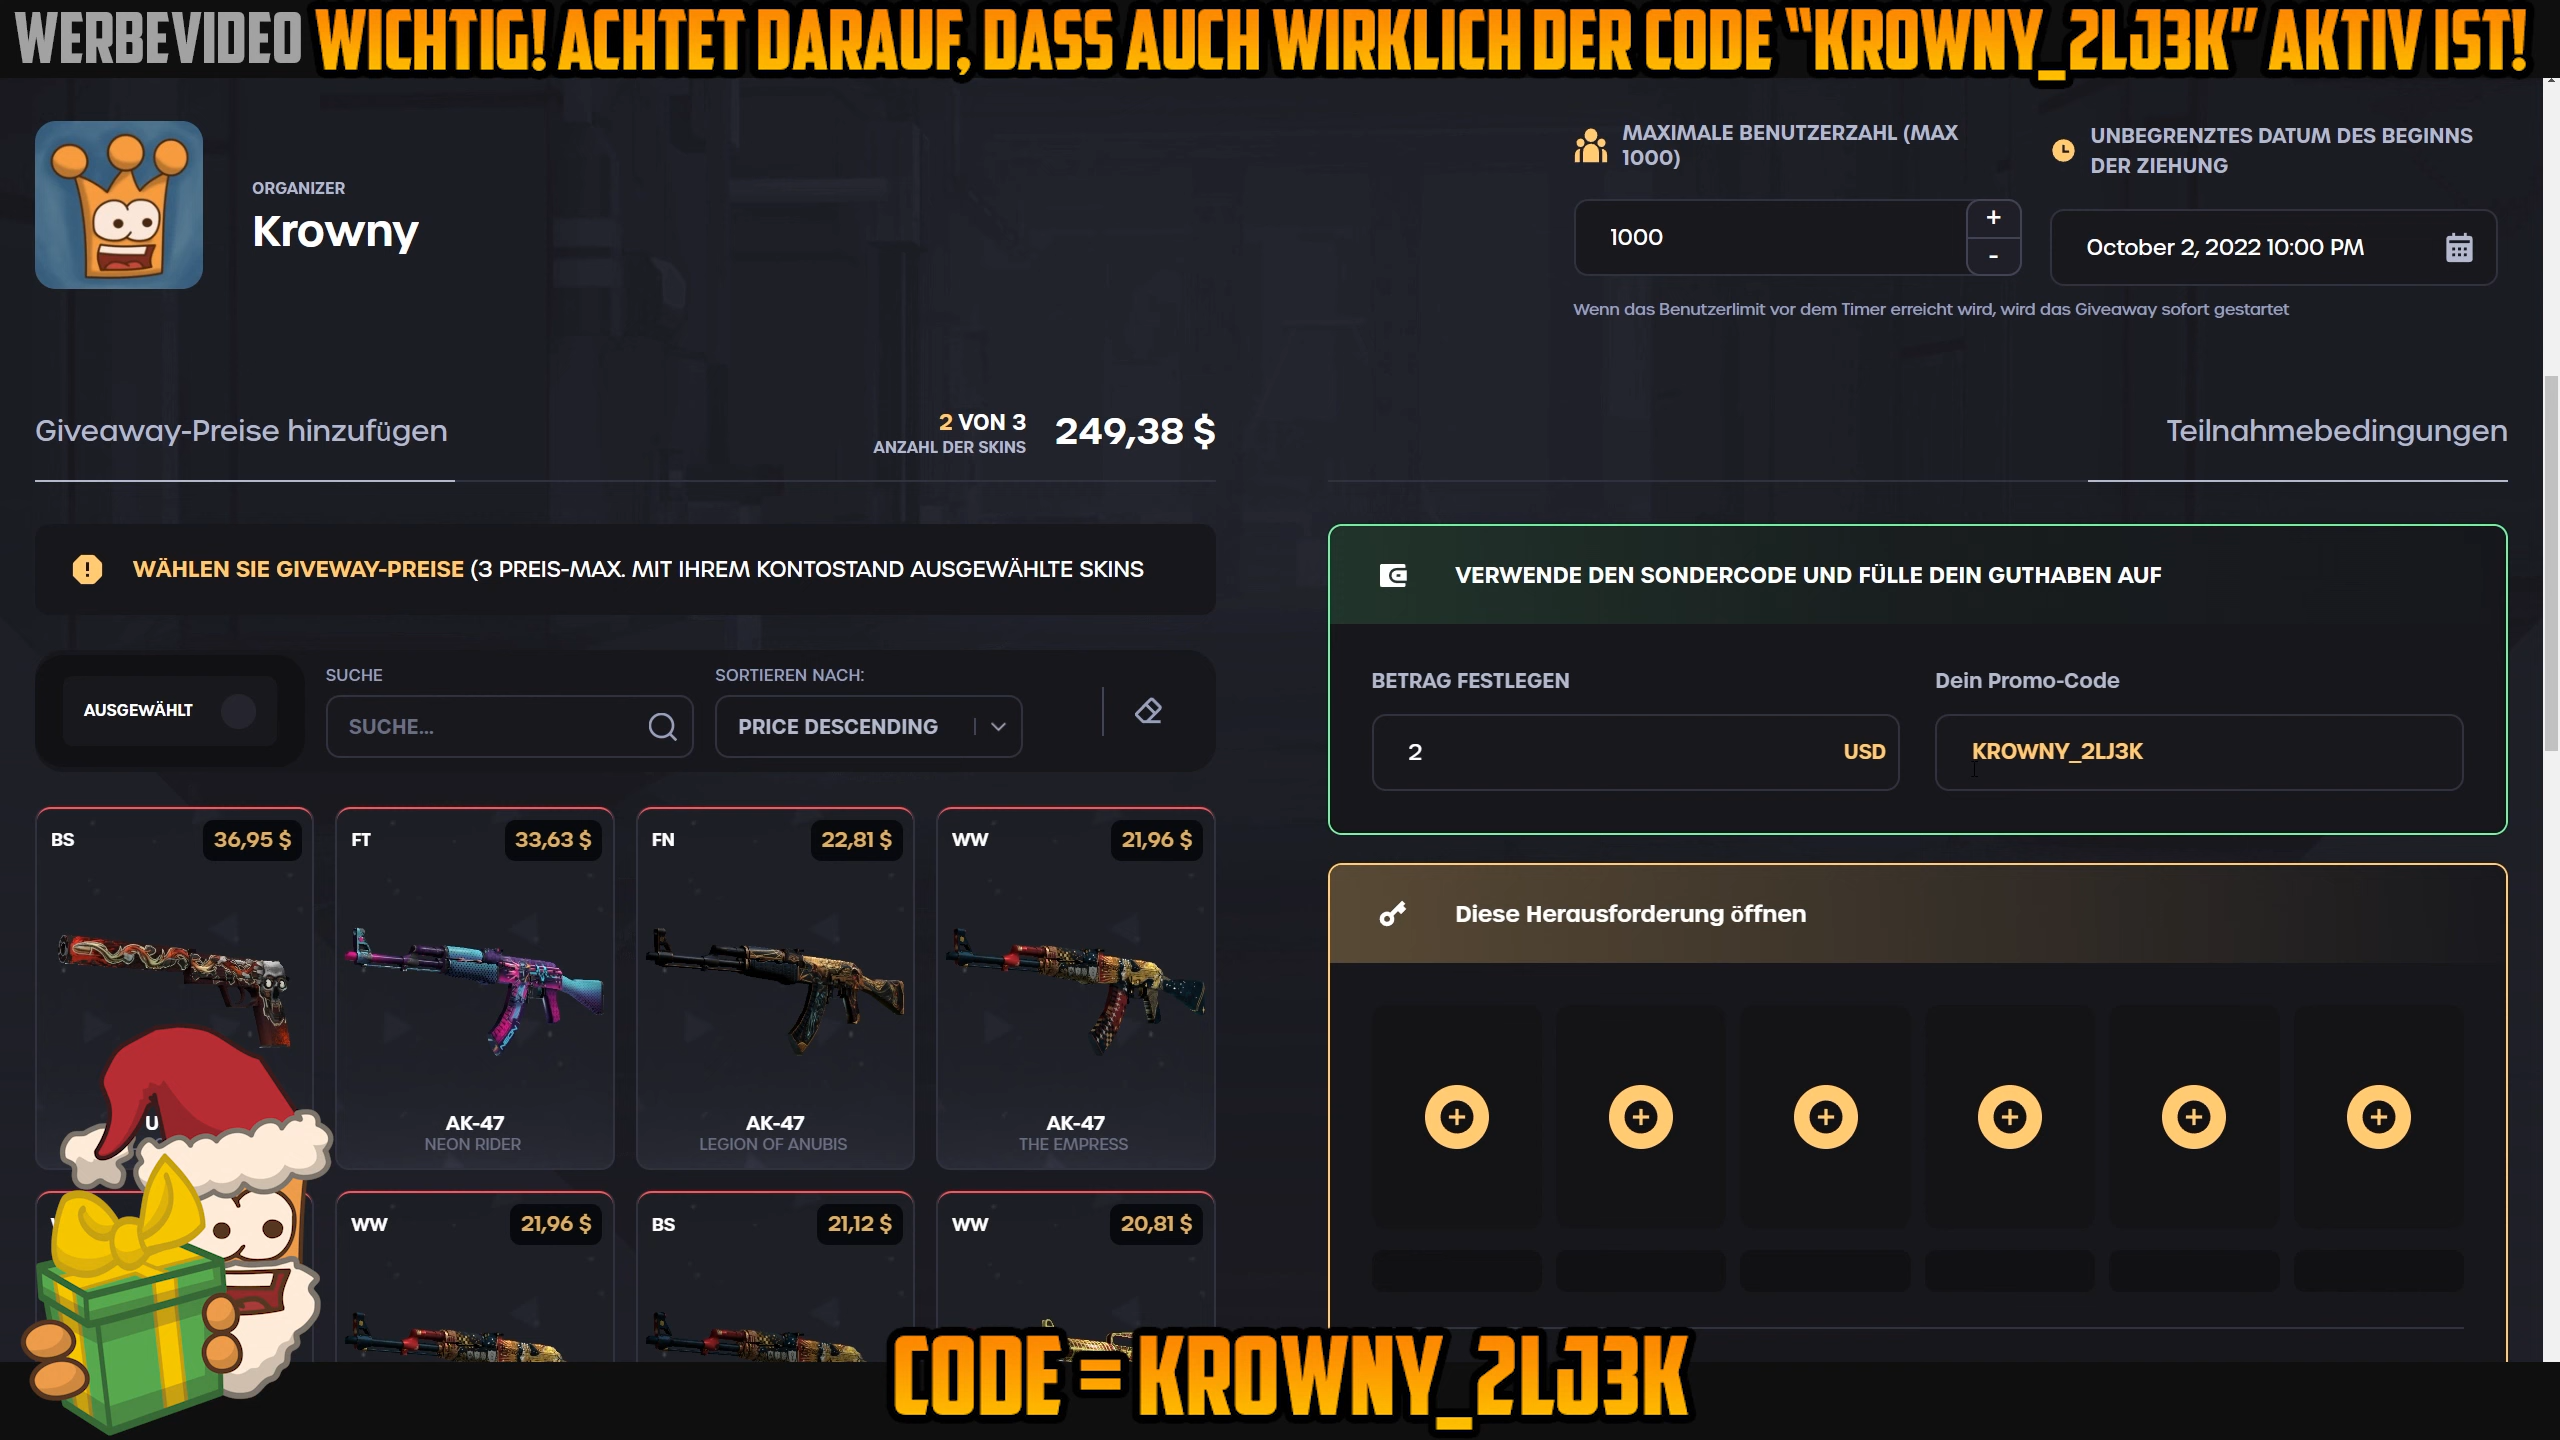 WERBEVIDEO WICHTIG! ACHTET DARAUF, DASS AUCH WIRKLICH DER CODE "KROWNY_2LJ3K" AKTIV IST!
ORGANIZER
Krowny
MAXIMALE BENUTZERZAHL (MAX
1000)
1000
+
-
UNBEGRENZTES DATUM DES BEGINNS
DER ZIEHUNG
October 2, 2022 10:00 PM
Wenn das Benutzerlimit vor dem Timer erreicht wird, wird das Giveaway sofort gestartet
Giveaway-Preise hinzufügen
2 VON 3
ANZAHL DER SKINS
249,38 $
WÄHLEN SIE GIVEWAY-PREISE (3 PREIS-MAX. MIT IHREM KONTOSTAND AUSGEWÄHLTE SKINS
AUSGEWÄHLT
SUCHE
SUCHE...
SORTIEREN NACH:
PRICE DESCENDING
BS 36,95 $
FT 33,63 $
AK-47
NEON RIDER
FN 22,81 $
AK-47
LEGION OF ANUBIS
WW 21,96 $
AK-47
THE EMPRESS
WW 21,96 $
BS 21,12 $
WW 20,81 $
Teilnahmebedingungen
VERWENDE DEN SONDERCODE UND FÜLLE DEIN GUTHABEN AUF
BETRAG FESTLEGEN
2 USD
Dein Promo-Code
KROWNY_2LJ3K
Diese Herausforderung öffnen
CODE = KROWNY_2LJ3K